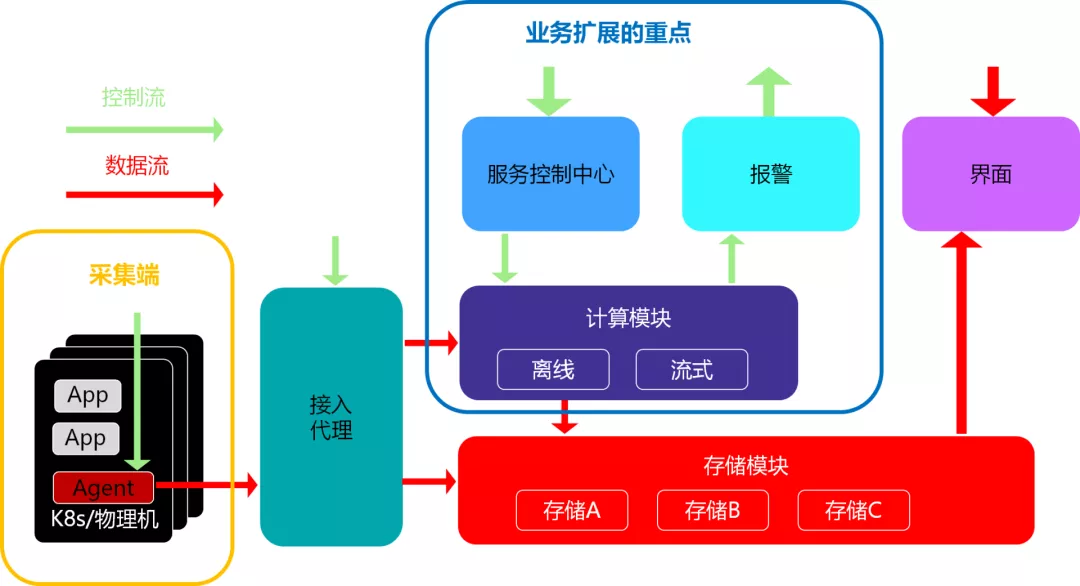 业务扩展的重点
控制流
数据流
服务控制中心
报警
界面
采集端
App
App
Agent
K8s/物理机
接入
代理
计算模块
离线
流式
存储模块
存储A
存储B
存储C